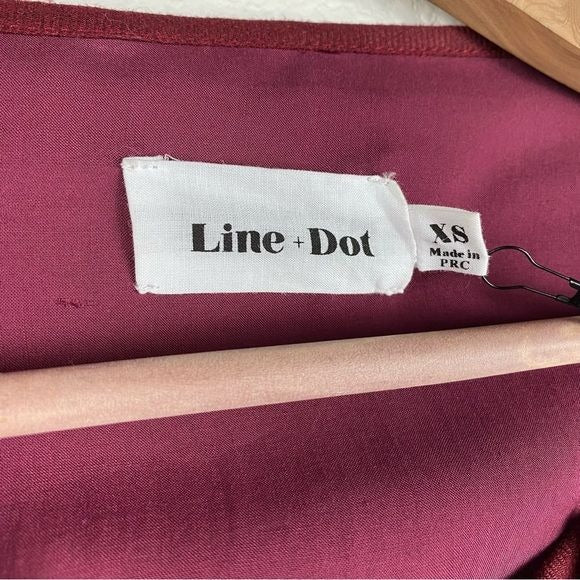 Line + Dot
XS
Made in
PRC